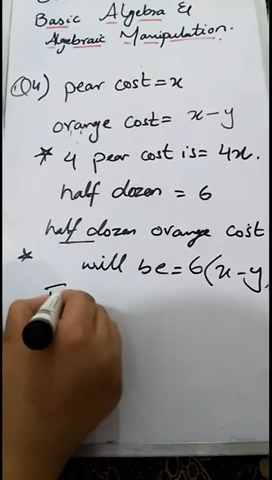 Basic Algebra &
Algebraic Manipulation.
Q4) pear cost = x
orange cost = x - y
* 4 pear cost is = 4x.
half dozen = 6
half dozen orange cost
* will be = 6(x - y